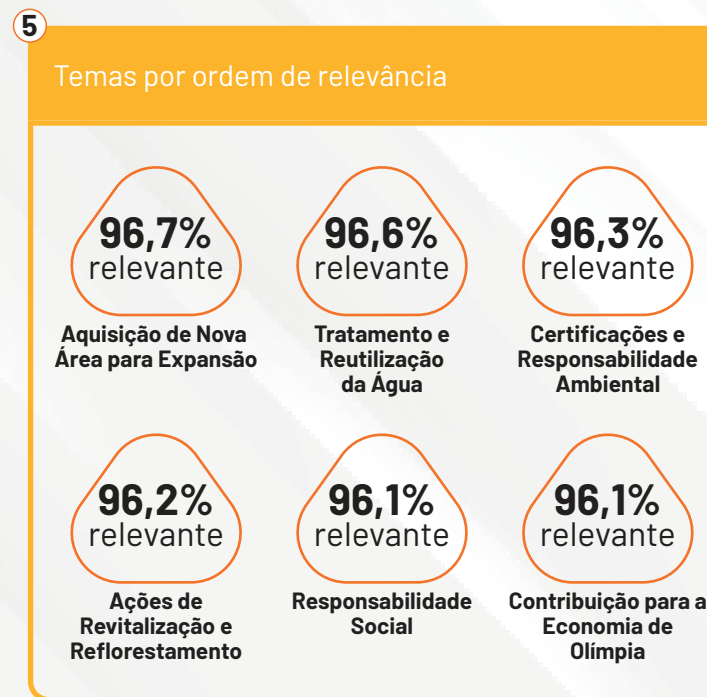 5
Temas por ordem de relevância
96,7%
relevante
Aquisição de Nova
Área para Expansão
96,6%
relevante
Tratamento e
Reutilização
da Água
96,3%
relevante
Certificações e
Responsabilidade
Ambiental
96,2%
relevante
Ações de
Revitalização e
Reflorestamento
96,1%
relevante
Responsabilidade
Social
96,1%
relevante
Contribuição para a
Economia de
Olímpia